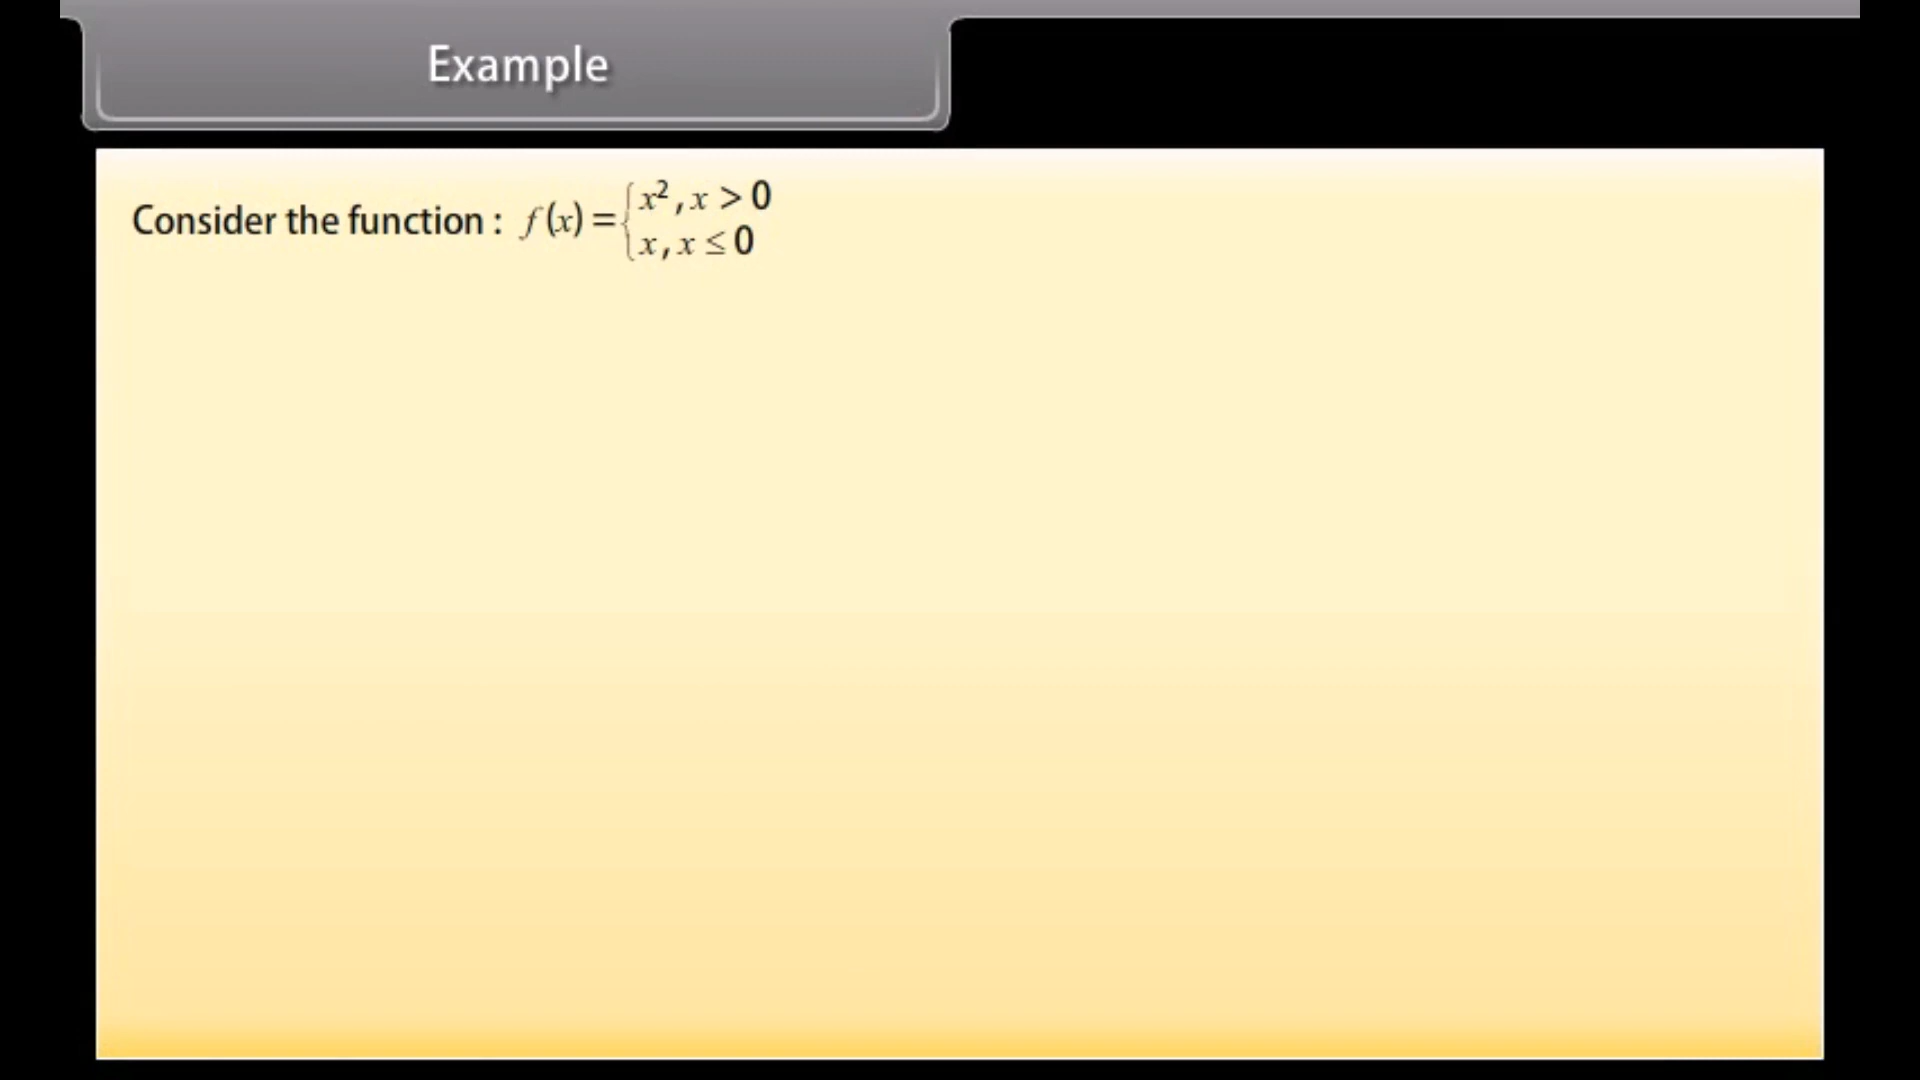 Example
Consider the function : f(x) = { x², x > 0
x, x ≤ 0